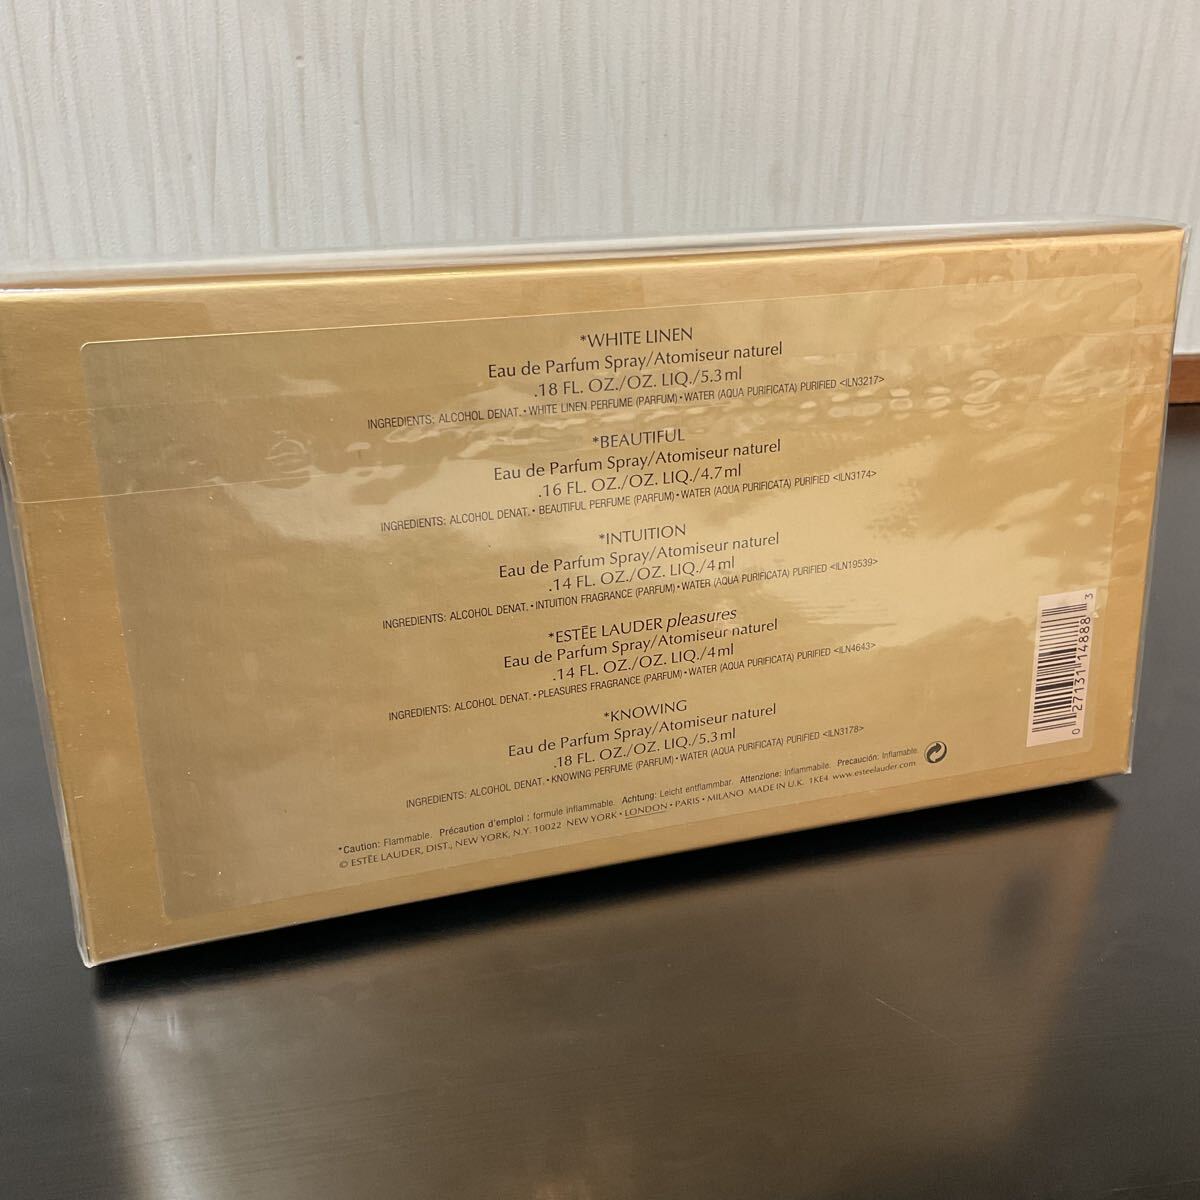 *WHITE LINEN
Eau de Parfum Spray/Atomiseur naturel
.18 FL. OZ./OZ. LIQ./5.3 ml
INGREDIENTS: ALCOHOL DENAT. • WHITE LINEN PERFUME (PARFUM) • WATER (AQUA PURIFICATA) PURIFIED <ILN3217>
*BEAUTIFUL
Eau de Parfum Spray/Atomiseur naturel
.16 FL. OZ./OZ. LIQ./4.7 ml
INGREDIENTS: ALCOHOL DENAT. • BEAUTIFUL PERFUME (PARFUM) • WATER (AQUA PURIFICATA) PURIFIED <ILN3174>
*INTUITION
Eau de Parfum Spray/Atomiseur naturel
.14 FL. OZ./OZ. LIQ./4 ml
INGREDIENTS: ALCOHOL DENAT. • INTUITION FRAGRANCE (PARFUM) • WATER (AQUA PURIFICATA) PURIFIED <ILN19539>
*ESTĒE LAUDER pleasures
Eau de Parfum Spray/Atomiseur naturel
.14 FL. OZ./OZ. LIQ./4 ml
INGREDIENTS: ALCOHOL DENAT. • PLEASURES FRAGRANCE (PARFUM) • WATER (AQUA PURIFICATA) PURIFIED <ILN4643>
*KNOWING
Eau de Parfum Spray/Atomiseur naturel
.18 FL. OZ./OZ. LIQ./5.3 ml
INGREDIENTS: ALCOHOL DENAT. • KNOWING PERFUME (PARFUM) • WATER (AQUA PURIFICATA) PURIFIED <ILN3178>
*Caution: Flammable. Précaution d'emploi : formule inflammable. Achtung: Leicht entflammbar. Attenzione: Infiammabile. Precaución: Inflamable.
© ESTĒE LAUDER, DIST., NEW YORK, N.Y. 10022 NEW YORK • LONDON • PARIS • MILANO MADE IN U.K. 1KE4 www.esteelauder.com
0 27131 14888 3